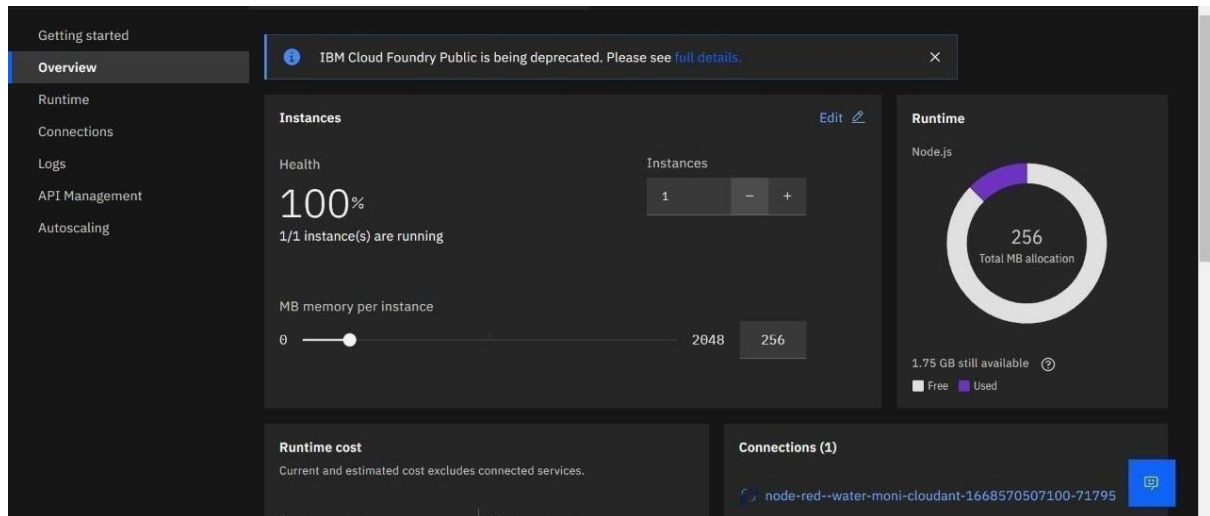 Getting started
Overview
Runtime
Connections
Logs
API Management
Autoscaling
IBM Cloud Foundry Public is being deprecated. Please see full details.
Instances
Edit
Health
100%
1/1 instance(s) are running
Instances
1 - +
MB memory per instance
0 2048 256
Runtime
Node.js
256
Total MB allocation
1.75 GB still available
Free Used
Runtime cost
Current and estimated cost excludes connected services.
Connections (1)
node-red--water-moni-cloudant-1668570507100-71795